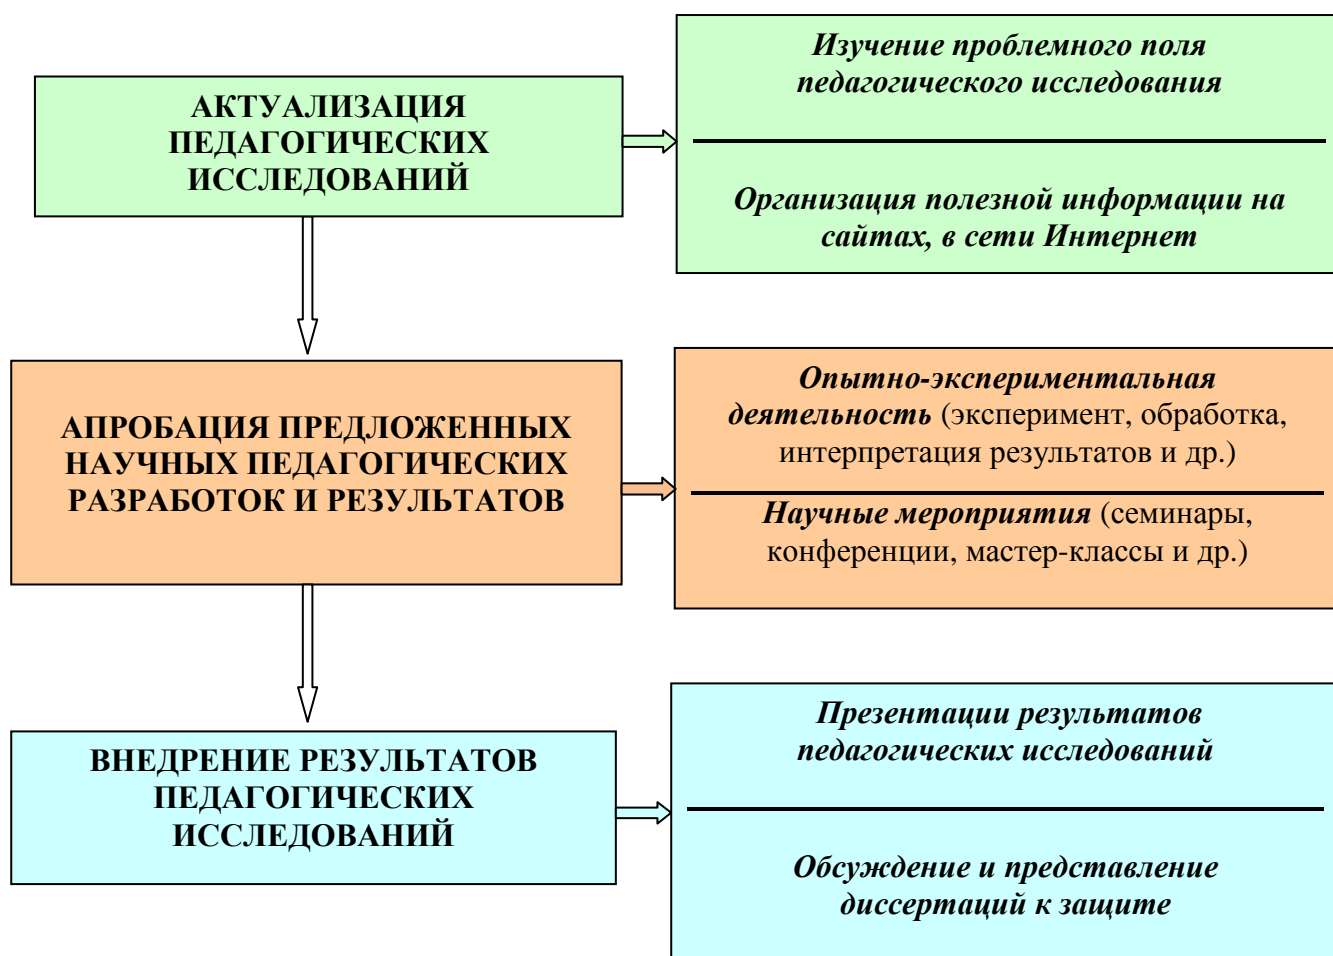 АКТУАЛИЗАЦИЯ
ПЕДАГОГИЧЕСКИХ
ИССЛЕДОВАНИЙ
Изучение проблемного поля
педагогического исследования
Организация полезной информации на
сайтах, в сети Интернет
АПРОБАЦИЯ ПРЕДЛОЖЕННЫХ
НАУЧНЫХ ПЕДАГОГИЧЕСКИХ
РАЗРАБОТОК И РЕЗУЛЬТАТОВ
Опытно-экспериментальная
деятельность (эксперимент, обработка,
интерпретация результатов и др.)
Научные мероприятия (семинары,
конференции, мастер-классы и др.)
ВНЕДРЕНИЕ РЕЗУЛЬТАТОВ
ПЕДАГОГИЧЕСКИХ
ИССЛЕДОВАНИЙ
Презентации результатов
педагогических исследований
Обсуждение и представление
диссертаций к защите